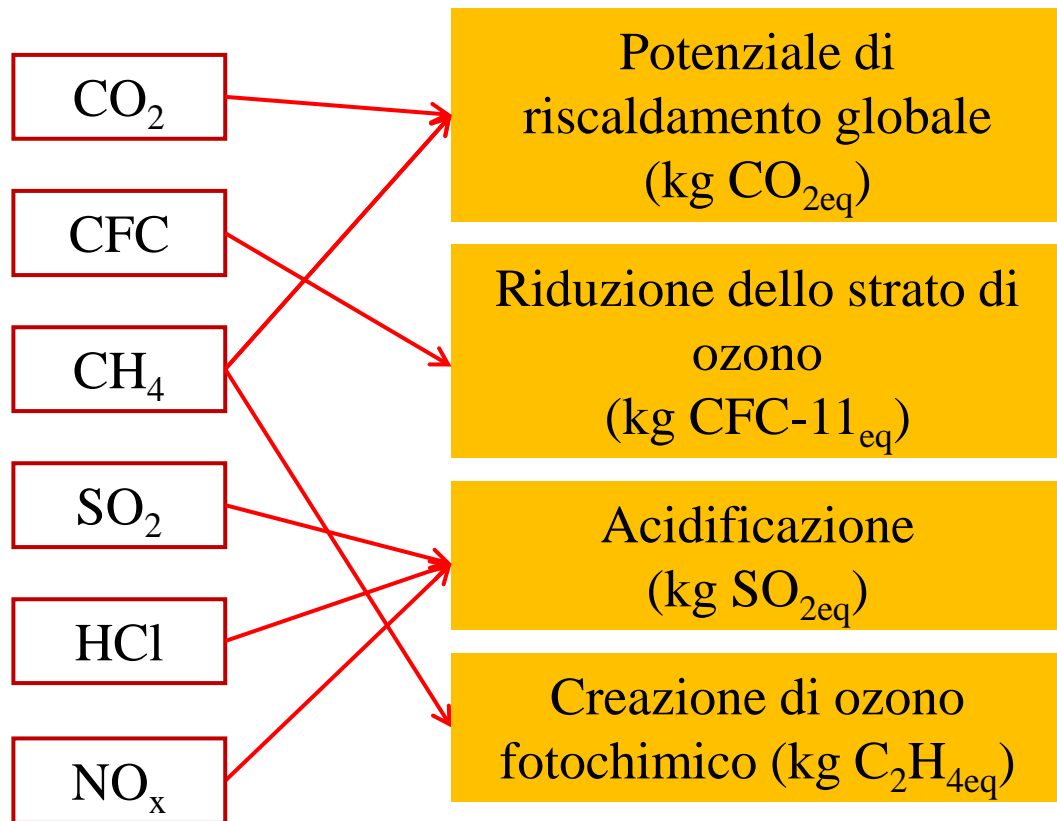 CO₂
CFC
CH₄
SO₂
HCl
NOₓ
Potenziale di
riscaldamento globale
(kg CO₂eq)
Riduzione dello strato di
ozono
(kg CFC-11eq)
Acidificazione
(kg SO₂eq)
Creazione di ozono
fotochimico (kg C₂H₄eq)